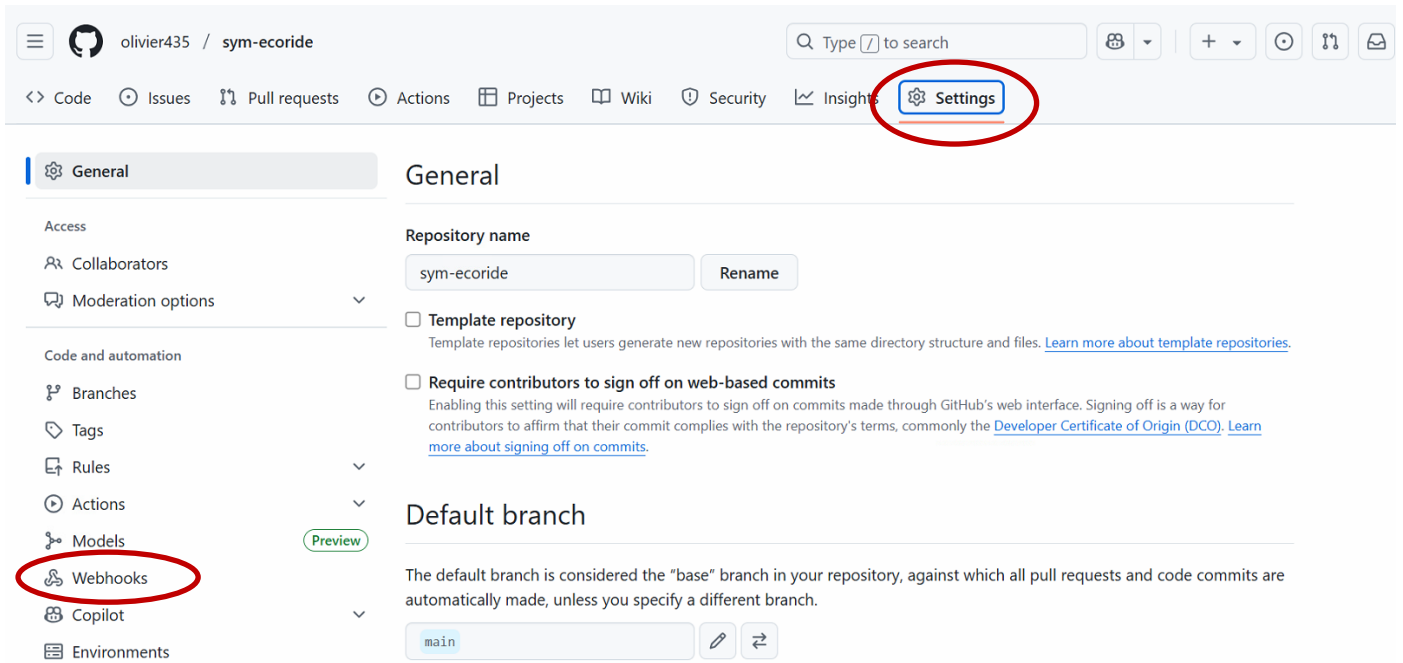 olivier435 / sym-ecoride
Type / to search
Code Issues Pull requests Actions Projects Wiki Security Insights Settings
General
Access
Collaborators
Moderation options
Code and automation
Branches
Tags
Rules
Actions
Models Preview
Webhooks
Copilot
Environments
General
Repository name
sym-ecoride Rename
Template repository
Template repositories let users generate new repositories with the same directory structure and files. Learn more about template repositories.
Require contributors to sign off on web-based commits
Enabling this setting will require contributors to sign off on commits made through GitHub's web interface. Signing off is a way for
contributors to affirm that their commit complies with the repository's terms, commonly the Developer Certificate of Origin (DCO). Learn
more about signing off on commits.
Default branch
The default branch is considered the “base” branch in your repository, against which all pull requests and code commits are
automatically made, unless you specify a different branch.
main